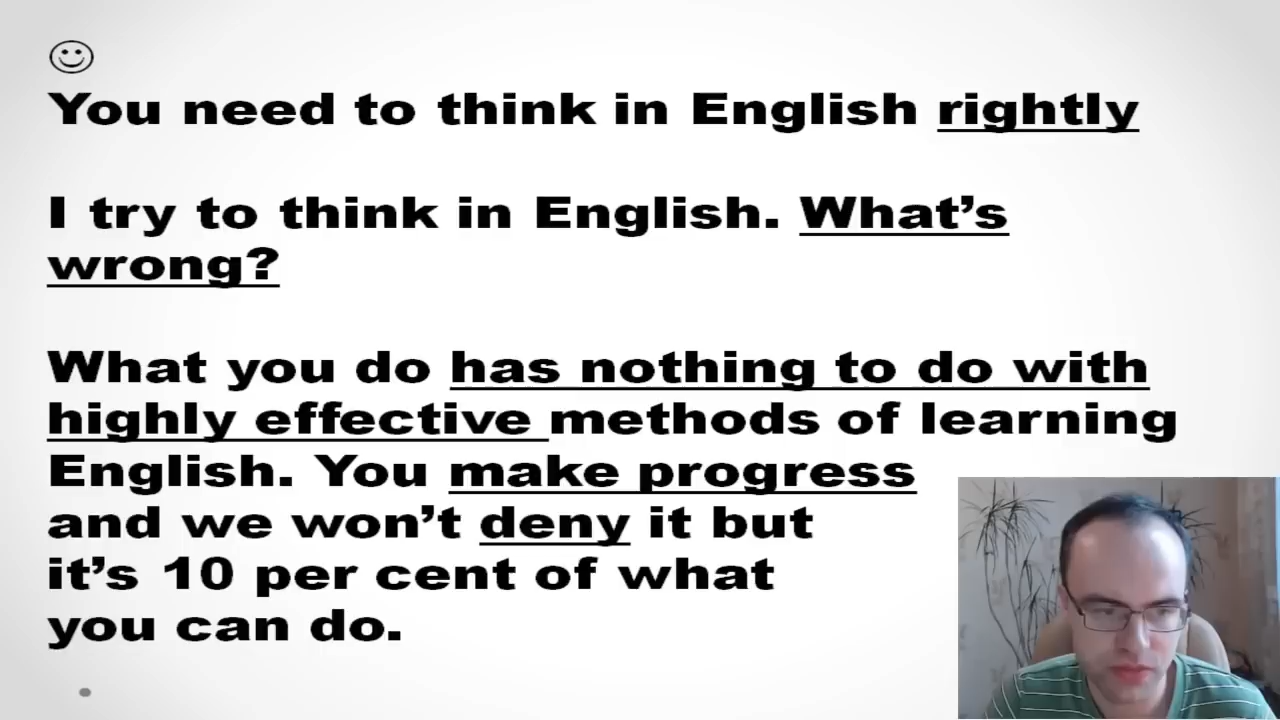 You need to think in English rightly
I try to think in English. What’s
wrong?
What you do has nothing to do with
highly effective methods of learning
English. You make progress
and we won’t deny it but
it’s 10 per cent of what
you can do.